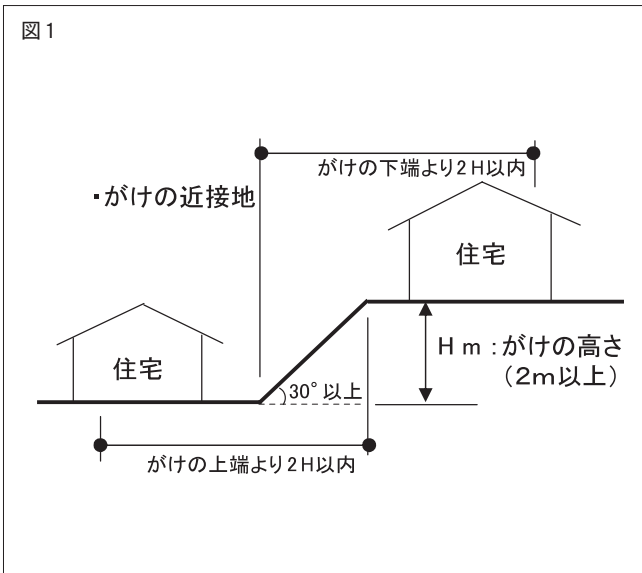 図1
がけの下端より2H以内
・がけの近接地
住宅
住宅
Hm:がけの高さ
(2m以上)
30°以上
がけの上端より2H以内